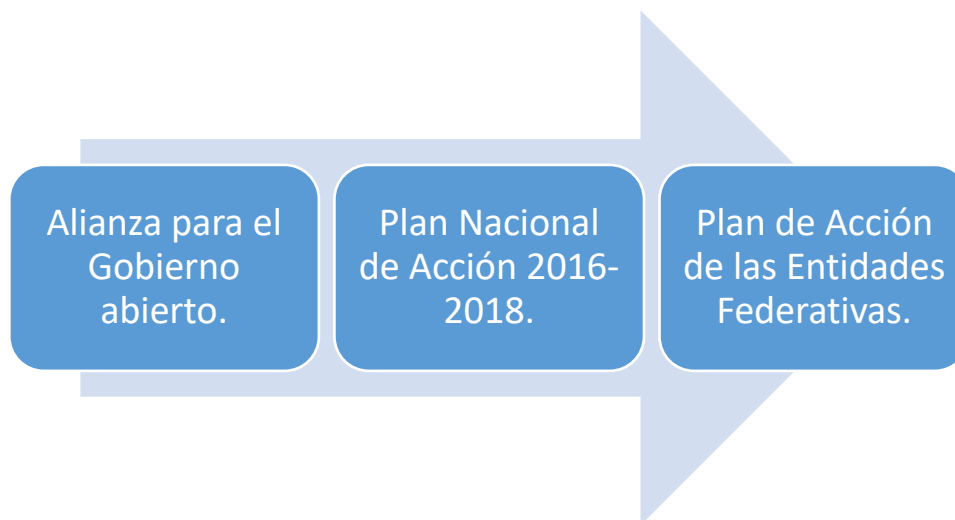 Alianza para el
Gobierno
abierto.
Plan Nacional
de Acción 2016-
2018.
Plan de Acción
de las Entidades
Federativas.